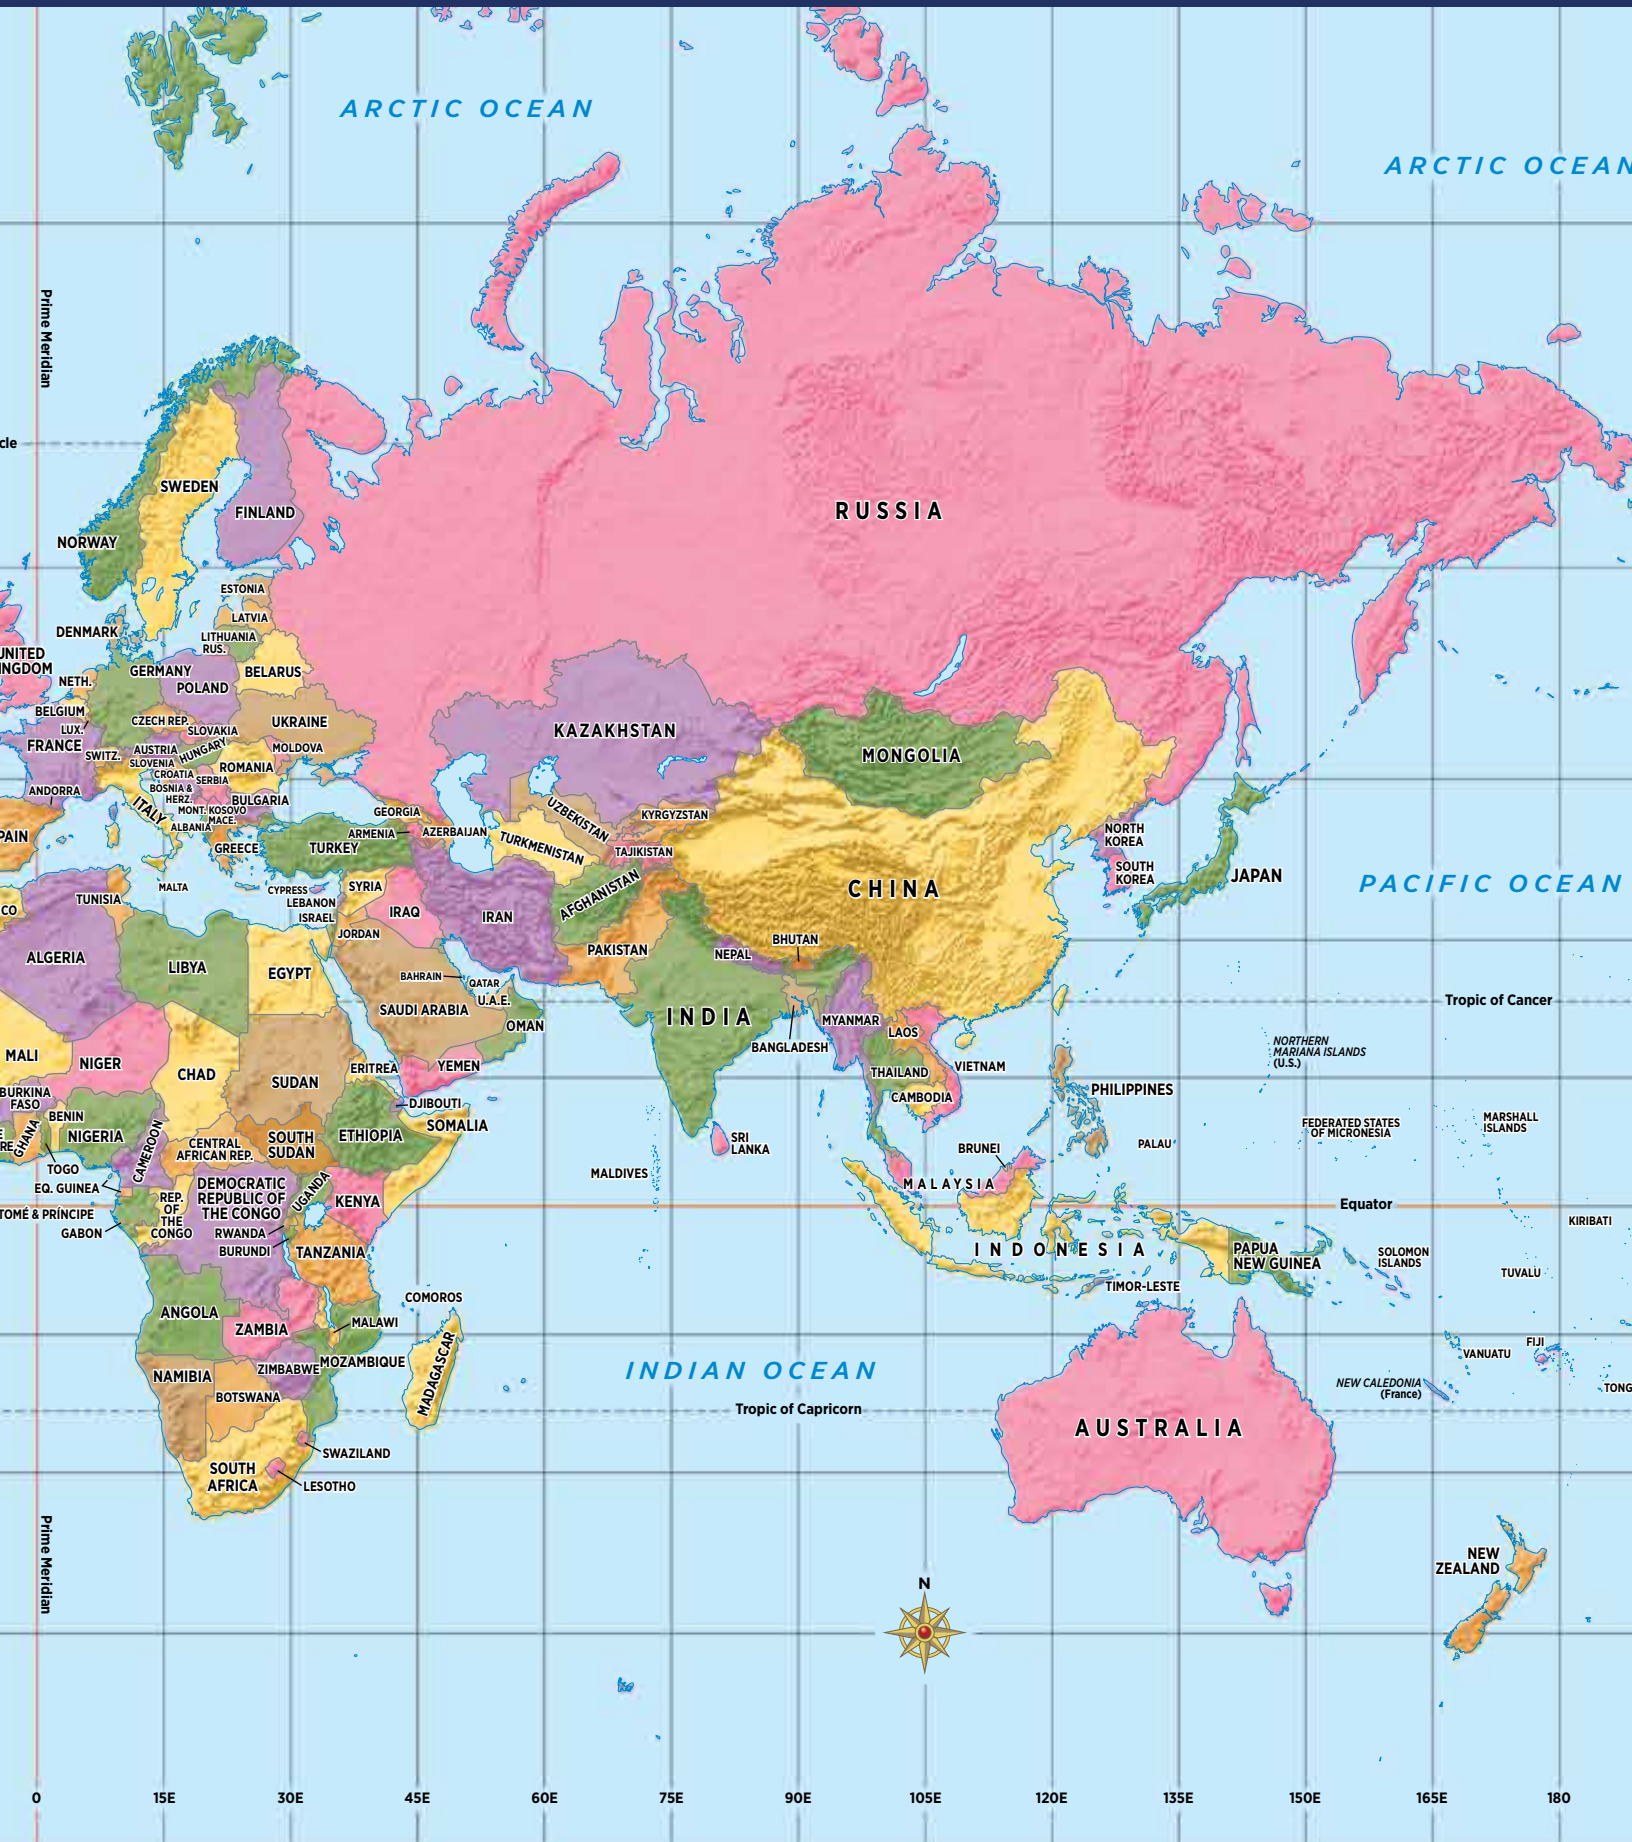 ARCTIC OCEAN
ARCTIC OCEAN
Prime Meridian
cle
RUSSIA
SWEDEN
FINLAND
NORWAY
ESTONIA
LATVIA
DENMARK
LITHUANIA
RUS.
UNITED
NGDOM
GERMANY
BELARUS
NETH.
POLAND
BELGIUM
CZECH REP.
UKRAINE
LUX.
SLOVAKIA
FRANCE
KAZAKHSTAN
AUSTRIA
HUNGARY
MOLDOVA
SWITZ.
SLOVENIA
MONGOLIA
ROMANIA
CROATIA
SERBIA
BOSNIA &
HERZ.
ANDORRA
BULGARIA
ITALY
MONT.
KOSOVO
MACE.
ALBANIA
GEORGIA
UZBEKISTAN
KYRGYZSTAN
PAIN
ARMENIA
AZERBAIJAN
NORTH
KOREA
GREECE
TURKEY
TURKMENISTAN
TAJIKISTAN
SOUTH
KOREA
JAPAN
PACIFIC OCEAN
MALTA
CYPRESS
SYRIA
CHINA
AFGHANISTAN
TUNISIA
LEBANON
CO
ISRAEL
IRAQ
IRAN
JORDAN
BHUTAN
PAKISTAN
NEPAL
ALGERIA
LIBYA
EGYPT
BAHRAIN
QATAR
U.A.E.
Tropic of Cancer
SAUDI ARABIA
INDIA
MYANMAR
OMAN
LAOS
BANGLADESH
NORTHERN
MARIANA ISLANDS
(U.S.)
MALI
NIGER
CHAD
SUDAN
ERITREA
YEMEN
THAILAND
VIETNAM
PHILIPPINES
BURKINA
FASO
CAMBODIA
DJIBOUTI
BENIN
SOMALIA
MARSHALL
ISLANDS
FEDERATED STATES
OF MICRONESIA
GHANA
NIGERIA
CAMEROON
CENTRAL
AFRICAN REP.
SOUTH
SUDAN
ETHIOPIA
SRI
LANKA
BRUNEI
PALAU
E
RE
TOGO
MALDIVES
MALAYSIA
EQ. GUINEA
DEMOCRATIC
REPUBLIC OF
THE CONGO
UGANDA
KENYA
REP.
OF
THE
CONGO
Equator
TOMÉ & PRÍNCIPE
KIRIBATI
GABON
RWANDA
BURUNDI
TANZANIA
INDONESIA
PAPUA
NEW GUINEA
SOLOMON
ISLANDS
TUVALU
TIMOR-LESTE
COMOROS
ANGOLA
MALAWI
ZAMBIA
FIJI
VANUATU
MOZAMBIQUE
ZIMBABWE
MADAGASCAR
INDIAN OCEAN
NAMIBIA
NEW CALEDONIA
(France)
TONG
BOTSWANA
Tropic of Capricorn
AUSTRALIA
SWAZILAND
SOUTH
AFRICA
LESOTHO
Prime Meridian
NEW
ZEALAND
N
0 15E 30E 45E 60E 75E 90E 105E 120E 135E 150E 165E 180